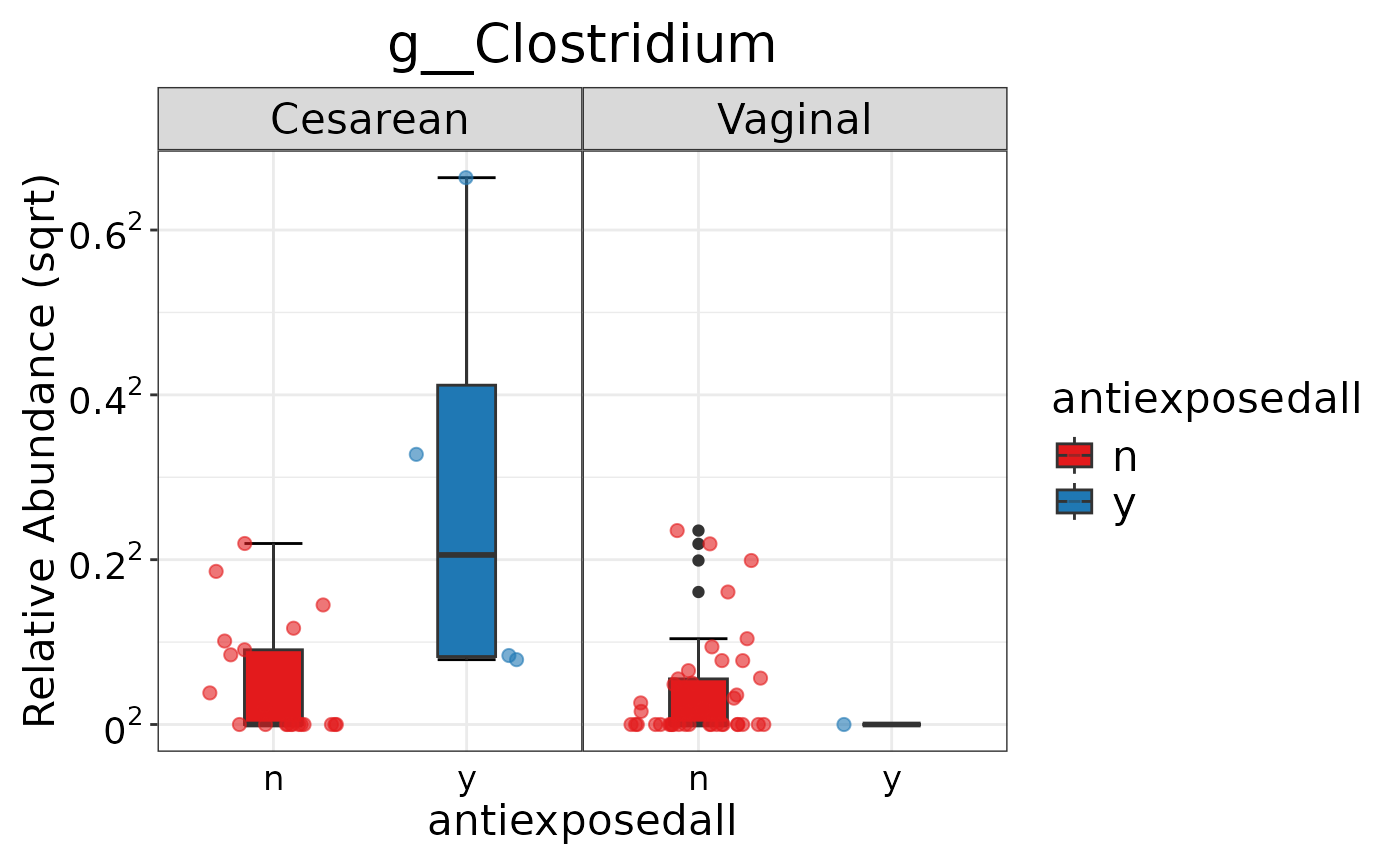 g__Clostridium
Cesarean
Vaginal
Relative Abundance (sqrt)
0.6²
0.4²
0.2²
0²
n
y
n
y
antiexposedall
antiexposedall
n
y